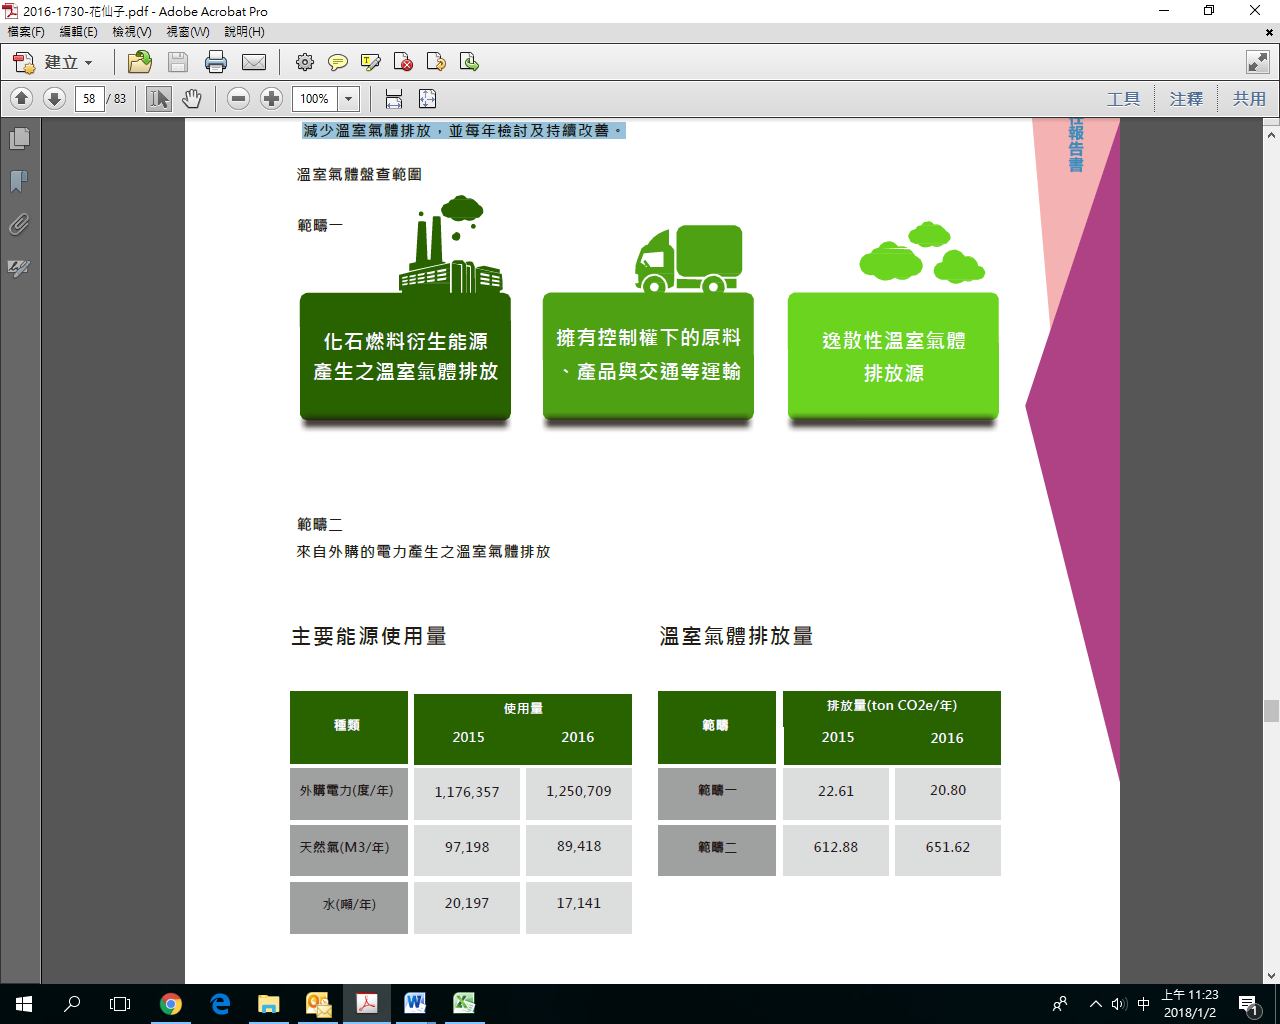 2016-1730-花仙子.pdf - Adobe Acrobat Pro
檔案(F) 編輯(E) 檢視(V) 視窗(W) 說明(H)
建立
58 / 83 100% 工具 注釋 共用
減少溫室氣體排放，並每年檢討及持續改善。
報告書
溫室氣體盤查範圍
範疇一
化石燃料衍生能源
產生之溫室氣體排放
擁有控制權下的原料
、產品與交通等運輸
逸散性溫室氣體
排放源
範疇二
來自外購的電力產生之溫室氣體排放
主要能源使用量
種類 使用量
2015 2016
外購電力(度/年) 1,176,357 1,250,709
天然氣(M3/年) 97,198 89,418
水(噸/年) 20,197 17,141
溫室氣體排放量
範疇 排放量(ton CO2e/年)
2015 2016
範疇一 22.61 20.80
範疇二 612.88 651.62
中 上午 11:23
2018/1/2
1